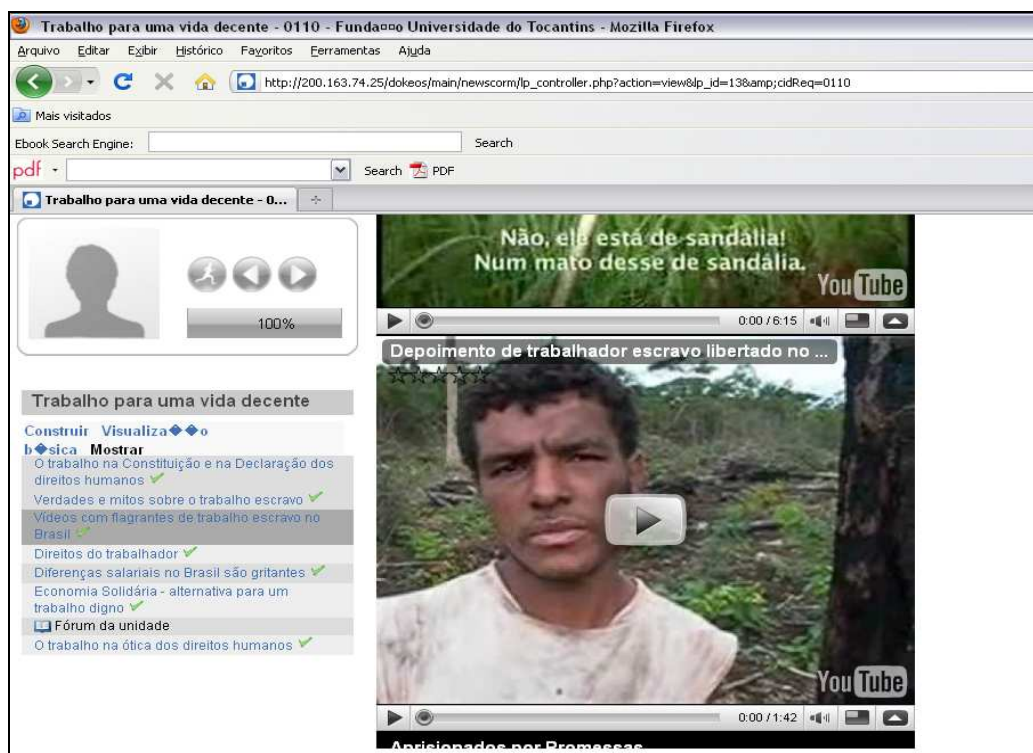 Trabalho para uma vida decente - 0110 - Funda¤¤o Universidade do Tocantins - Mozilla Firefox
Arquivo Editar Exibir Histórico Favoritos Ferramentas Ajuda
http://200.163.74.25/dokeos/main/newscorm/lp_controller.php?action=view&lp_id=13&amp;cidReq=0110
Mais visitados
Ebook Search Engine: Search
pdf Search PDF
Trabalho para uma vida decente - 0...
100%
Trabalho para uma vida decente
Construir Visualiza��o
b�sica Mostrar
O trabalho na Constituição e na Declaração dos
direitos humanos
Verdades e mitos sobre o trabalho escravo
Vídeos com flagrantes de trabalho escravo no
Brasil
Direitos do trabalhador
Diferenças salariais no Brasil são gritantes
Economia Solidária - alternativa para um
trabalho digno
Fórum da unidade
O trabalho na ótica dos direitos humanos
Não, ele está de sandália!
Num mato desse de sandália.
YouTube
0:00 / 6:15
Depoimento de trabalhador escravo libertado no ...
YouTube
0:00 / 1:42
Aprisionados por Promessas